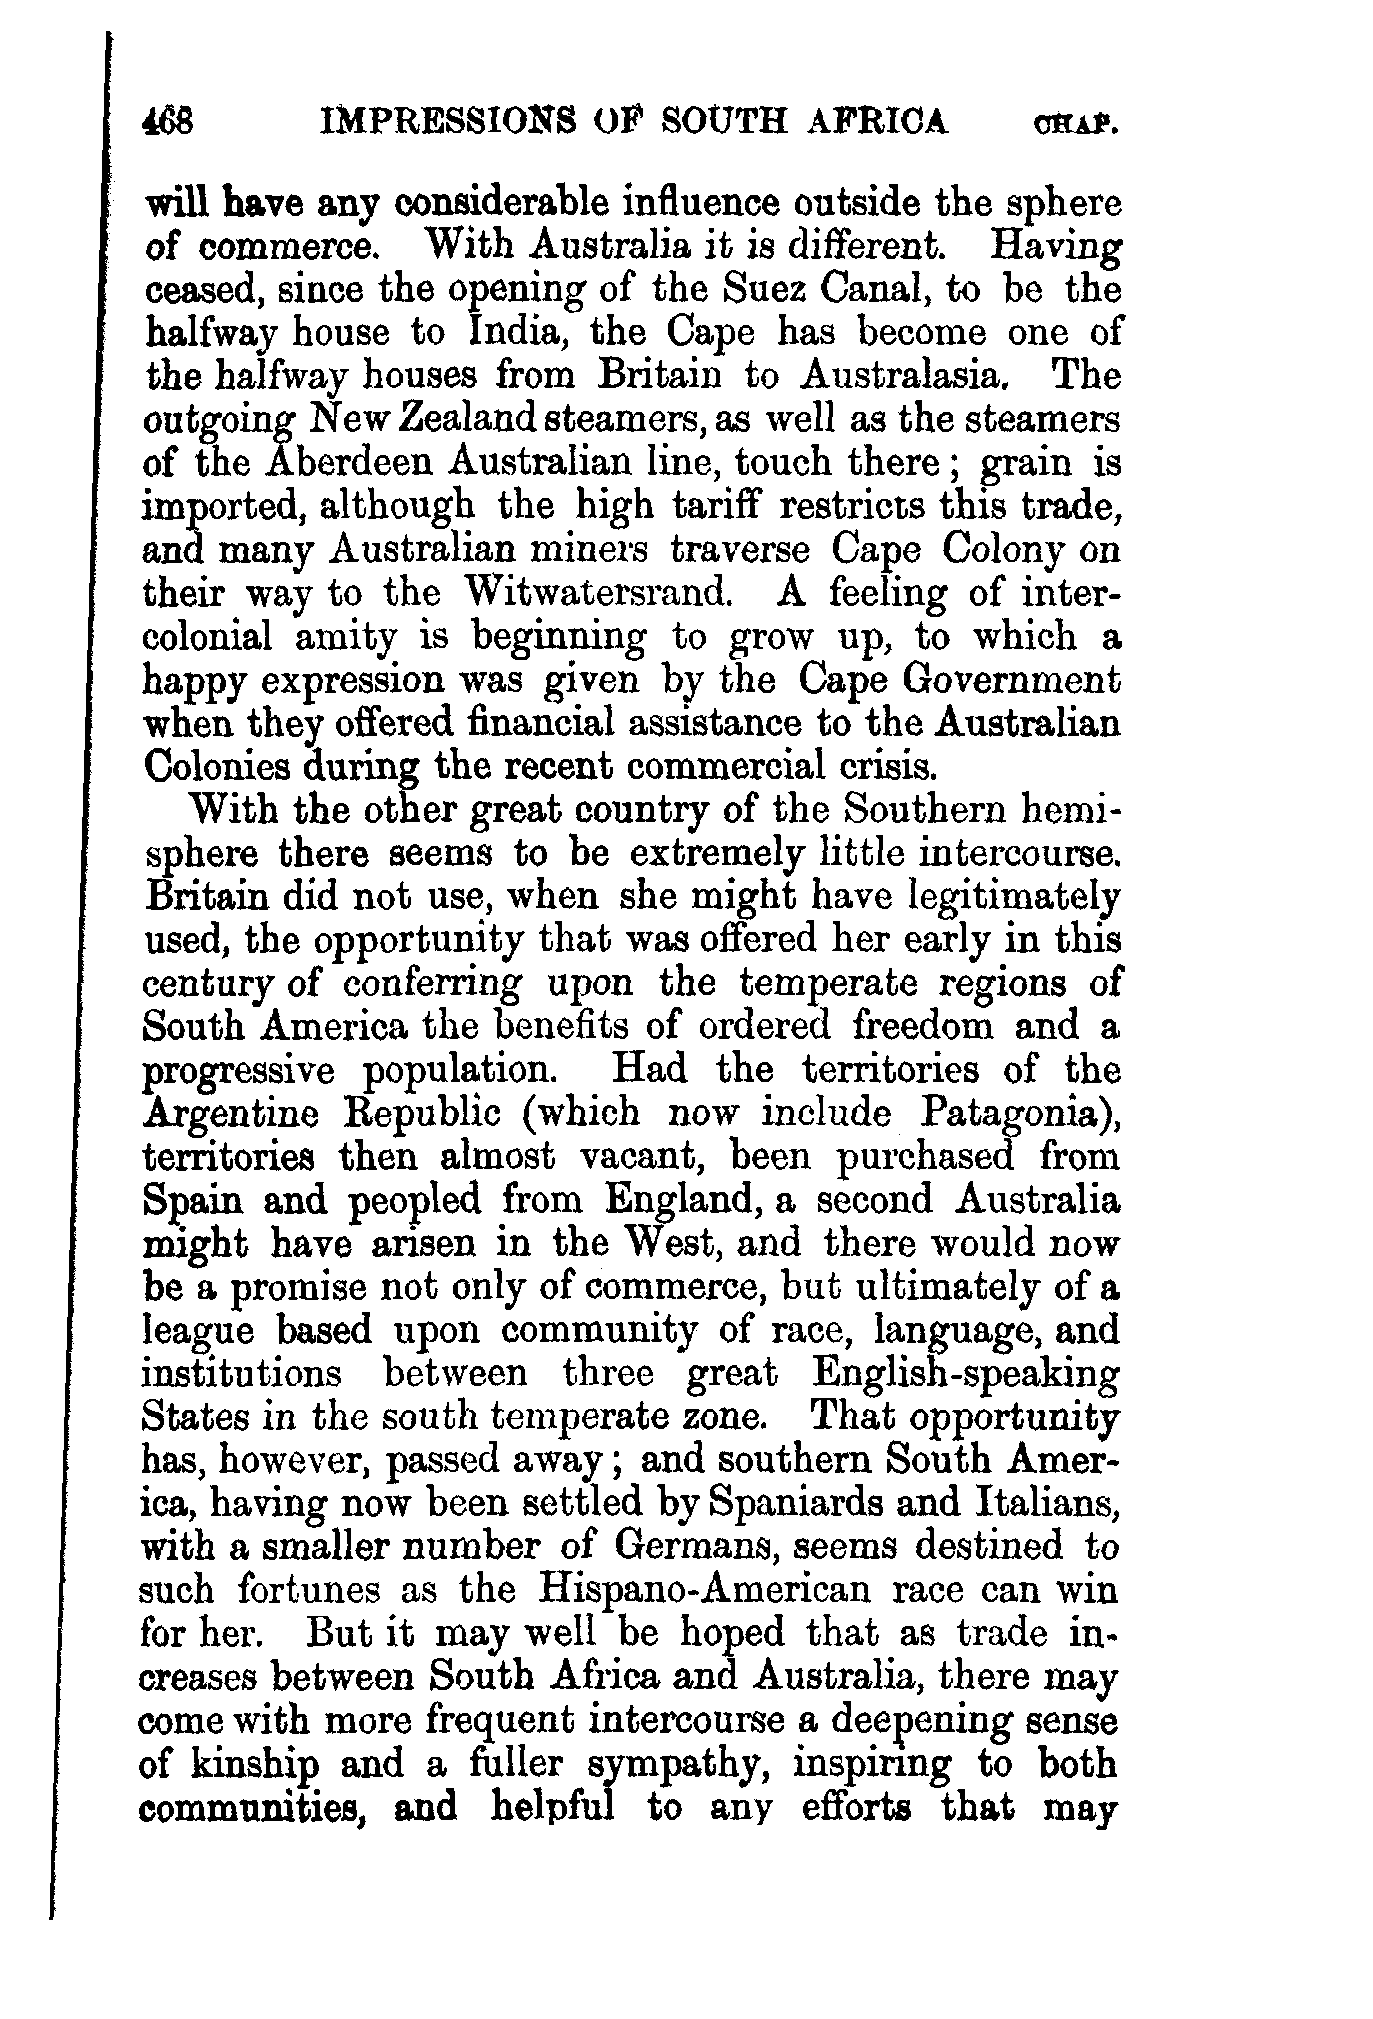 468 IMPRESSIONS OF SOUTH AFRICA CHAP.
will have any considerable influence outside the sphere
of commerce. With Australia it is different. Having
ceased, since the opening of the Suez Canal, to be the
halfway house to India, the Cape has become one of
the halfway houses from Britain to Australasia. The
outgoing New Zealand steamers, as well as the steamers
of the Aberdeen Australian line, touch there; grain is
imported, although the high tariff restricts this trade,
and many Australian miners traverse Cape Colony on
their way to the Witwatersrand. A feeling of inter-
colonial amity is beginning to grow up, to which a
happy expression was given by the Cape Government
when they offered financial assistance to the Australian
Colonies during the recent commercial crisis.
With the other great country of the Southern hemi-
sphere there seems to be extremely little intercourse.
Britain did not use, when she might have legitimately
used, the opportunity that was offered her early in this
century of conferring upon the temperate regions of
South America the benefits of ordered freedom and a
progressive population. Had the territories of the
Argentine Republic (which now include Patagonia),
territories then almost vacant, been purchased from
Spain and peopled from England, a second Australia
might have arisen in the West, and there would now
be a promise not only of commerce, but ultimately of a
league based upon community of race, language, and
institutions between three great English-speaking
States in the south temperate zone. That opportunity
has, however, passed away; and southern South Amer-
ica, having now been settled by Spaniards and Italians,
with a smaller number of Germans, seems destined to
such fortunes as the Hispano-American race can win
for her. But it may well be hoped that as trade in-
creases between South Africa and Australia, there may
come with more frequent intercourse a deepening sense
of kinship and a fuller sympathy, inspiring to both
communities, and helpful to any efforts that may